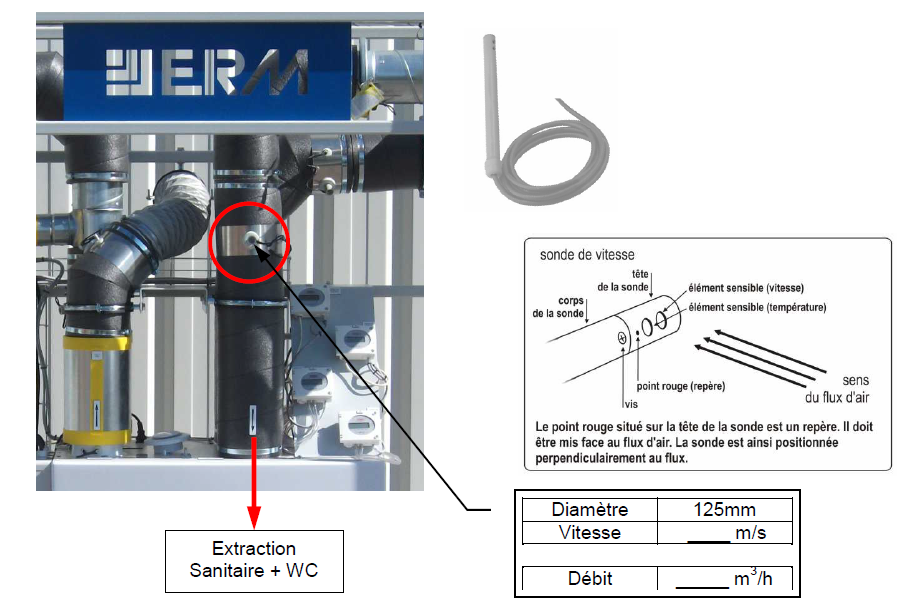 ERM
sonde de vitesse
tête
de la sonde
élément sensible (vitesse)
élément sensible (température)
corps
de la sonde
point rouge (repère)
vis
sens
du flux d'air
Le point rouge situé sur la tête de la sonde est un repère. Il doit
être mis face au flux d'air. La sonde est ainsi positionnée
perpendiculairement au flux.
Diamètre 125mm
Vitesse _____ m/s
Débit ______ m³/h
Extraction
Sanitaire + WC